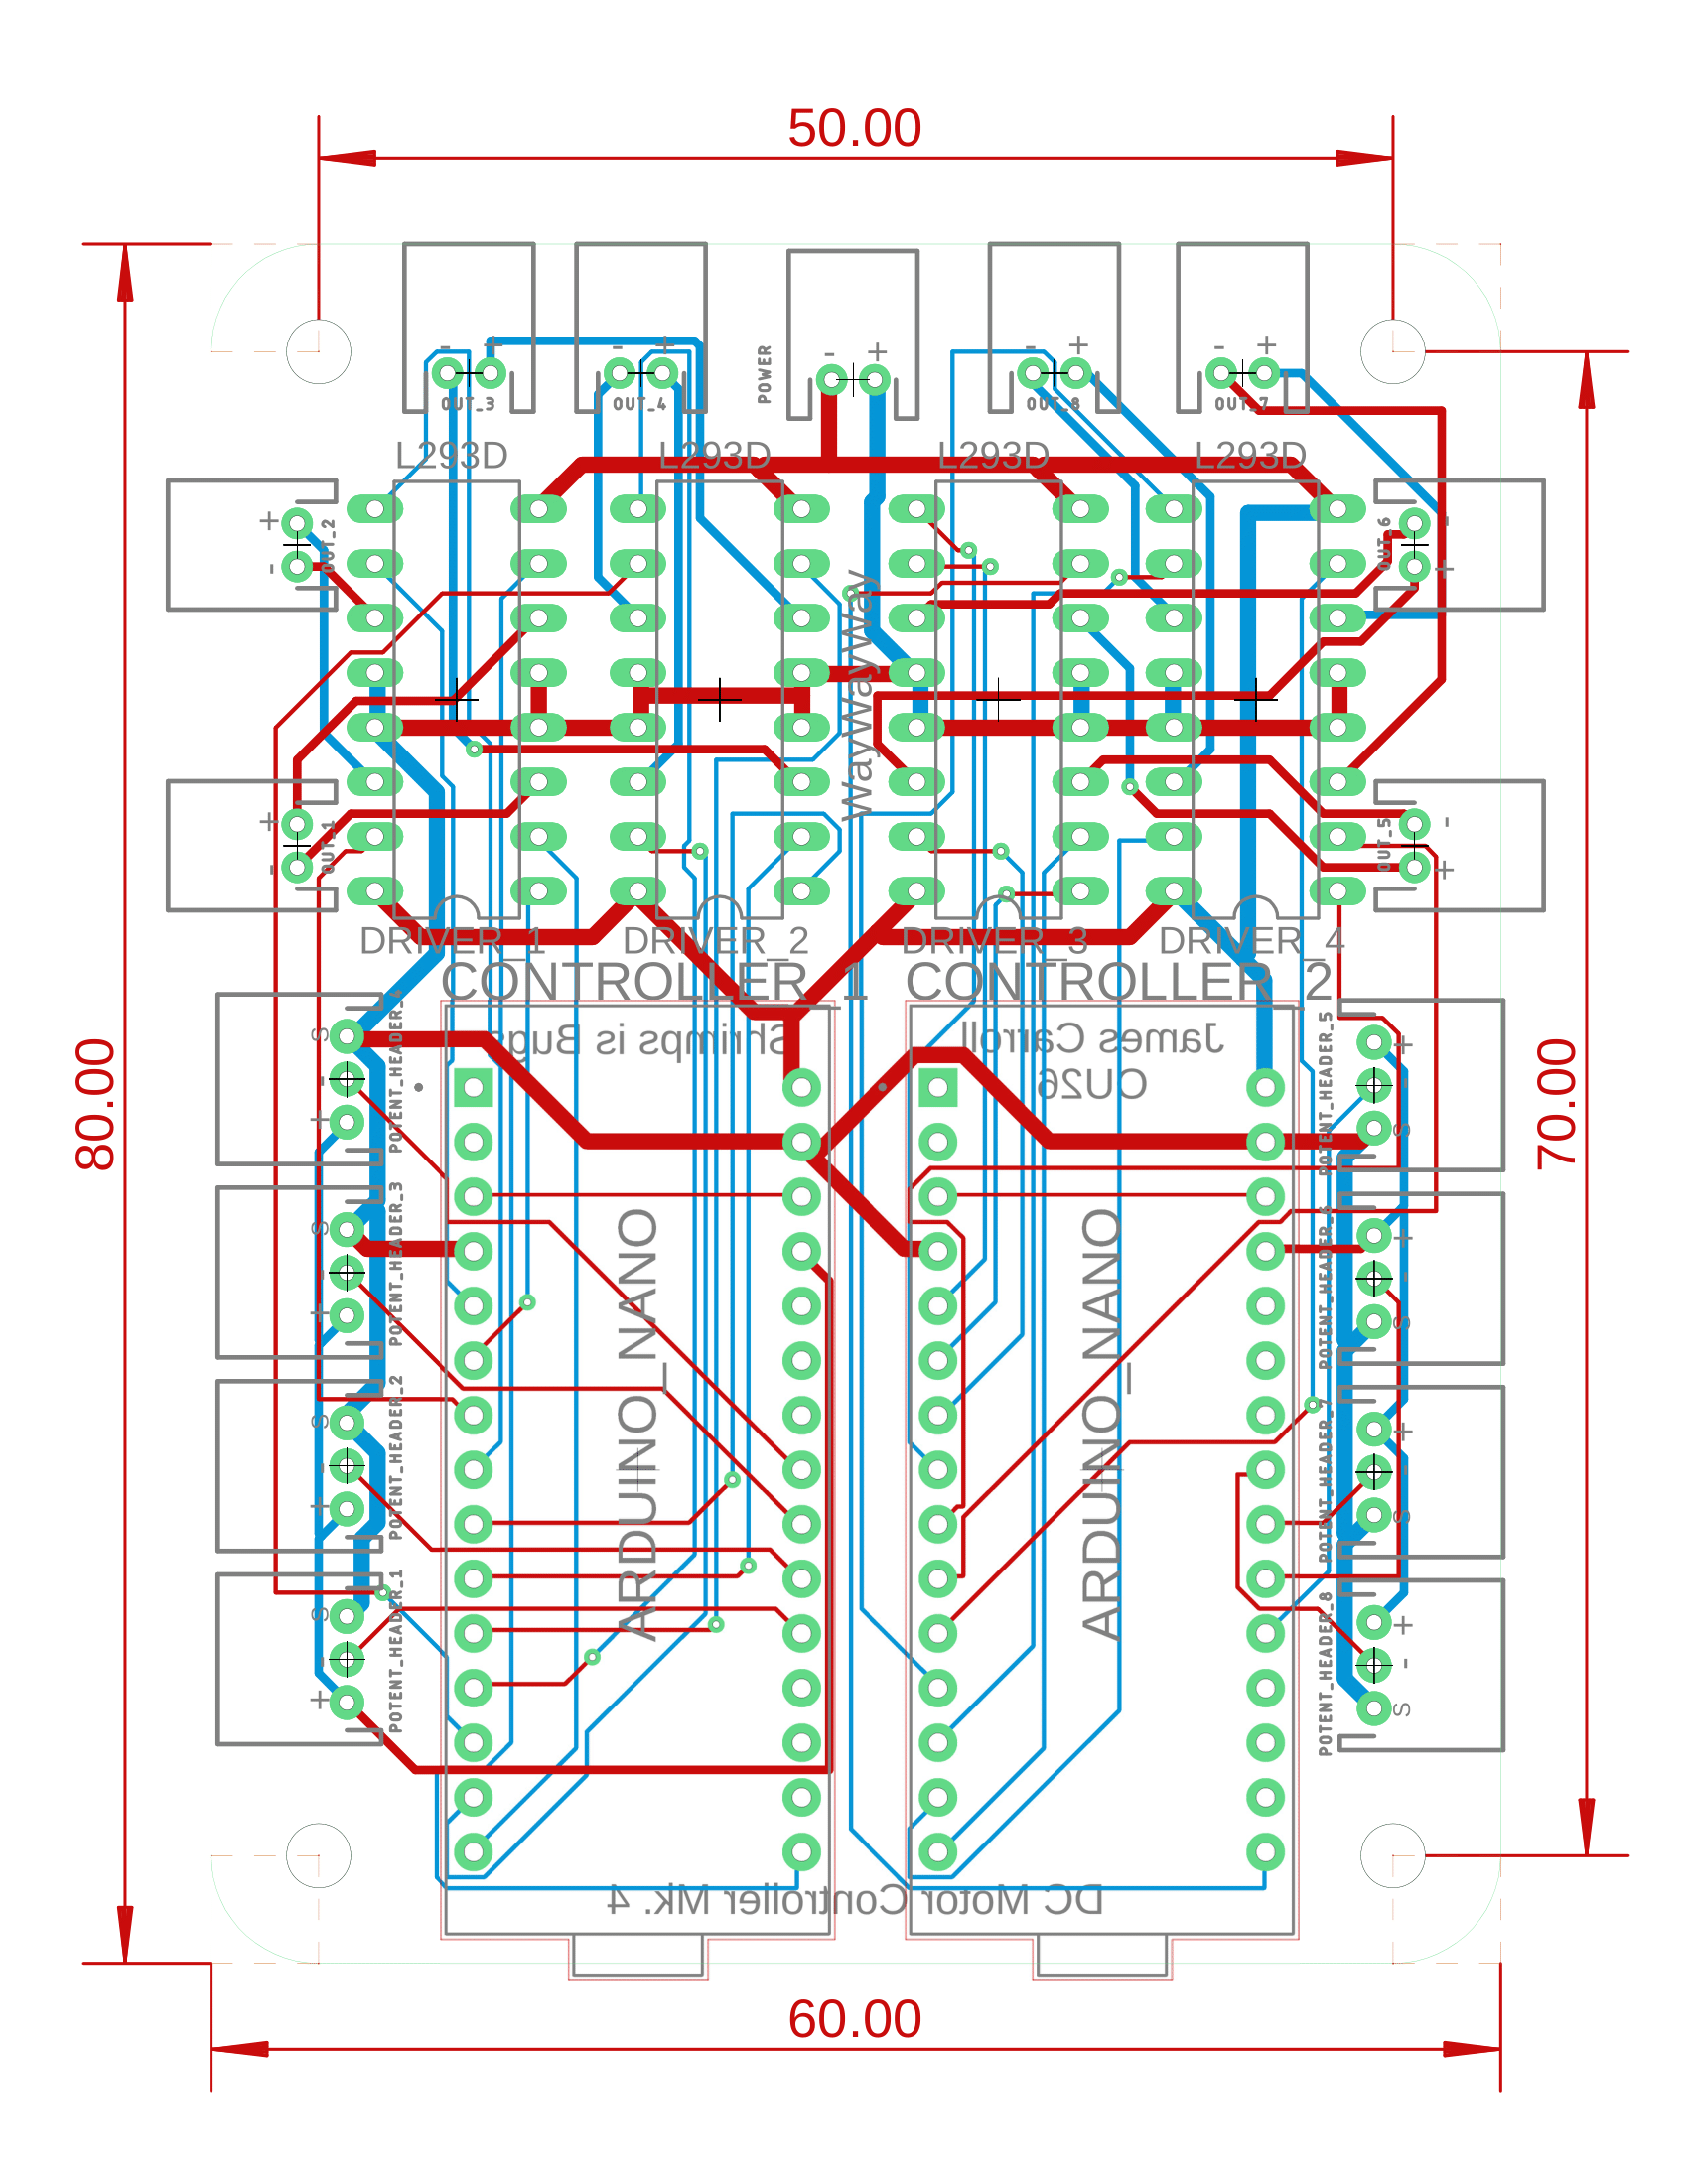 50.00
- +
OUT_3
- +
OUT_4
POWER
- +
- +
OUT_8
- +
OUT_7
L293D
L293D
L293D
L293D
+
-
OUT_2
OUT_6
-
+
wayWayWay
+
-
OUT_1
OUT_5
-
+
DRIVER_1
DRIVER_2
DRIVER_3
DRIVER_4
CONTROLLER_1
CONTROLLER_2
Shrimps is Bugs
James Carroll
CU26
80.00
70.00
S
-
+
POTENT_HEADER_4
POTENT_HEADER_5
+
-
S
S
+
POTENT_HEADER_3
POTENT_HEADER_6
+
-
S
ARDUINO_NANO
ARDUINO_NANO
S
+
POTENT_HEADER_2
POTENT_HEADER_7
+
-
S
S
+
POTENT_HEADER_1
POTENT_HEADER_8
+
-
S
DC Motor Controller Mk. 4
60.00